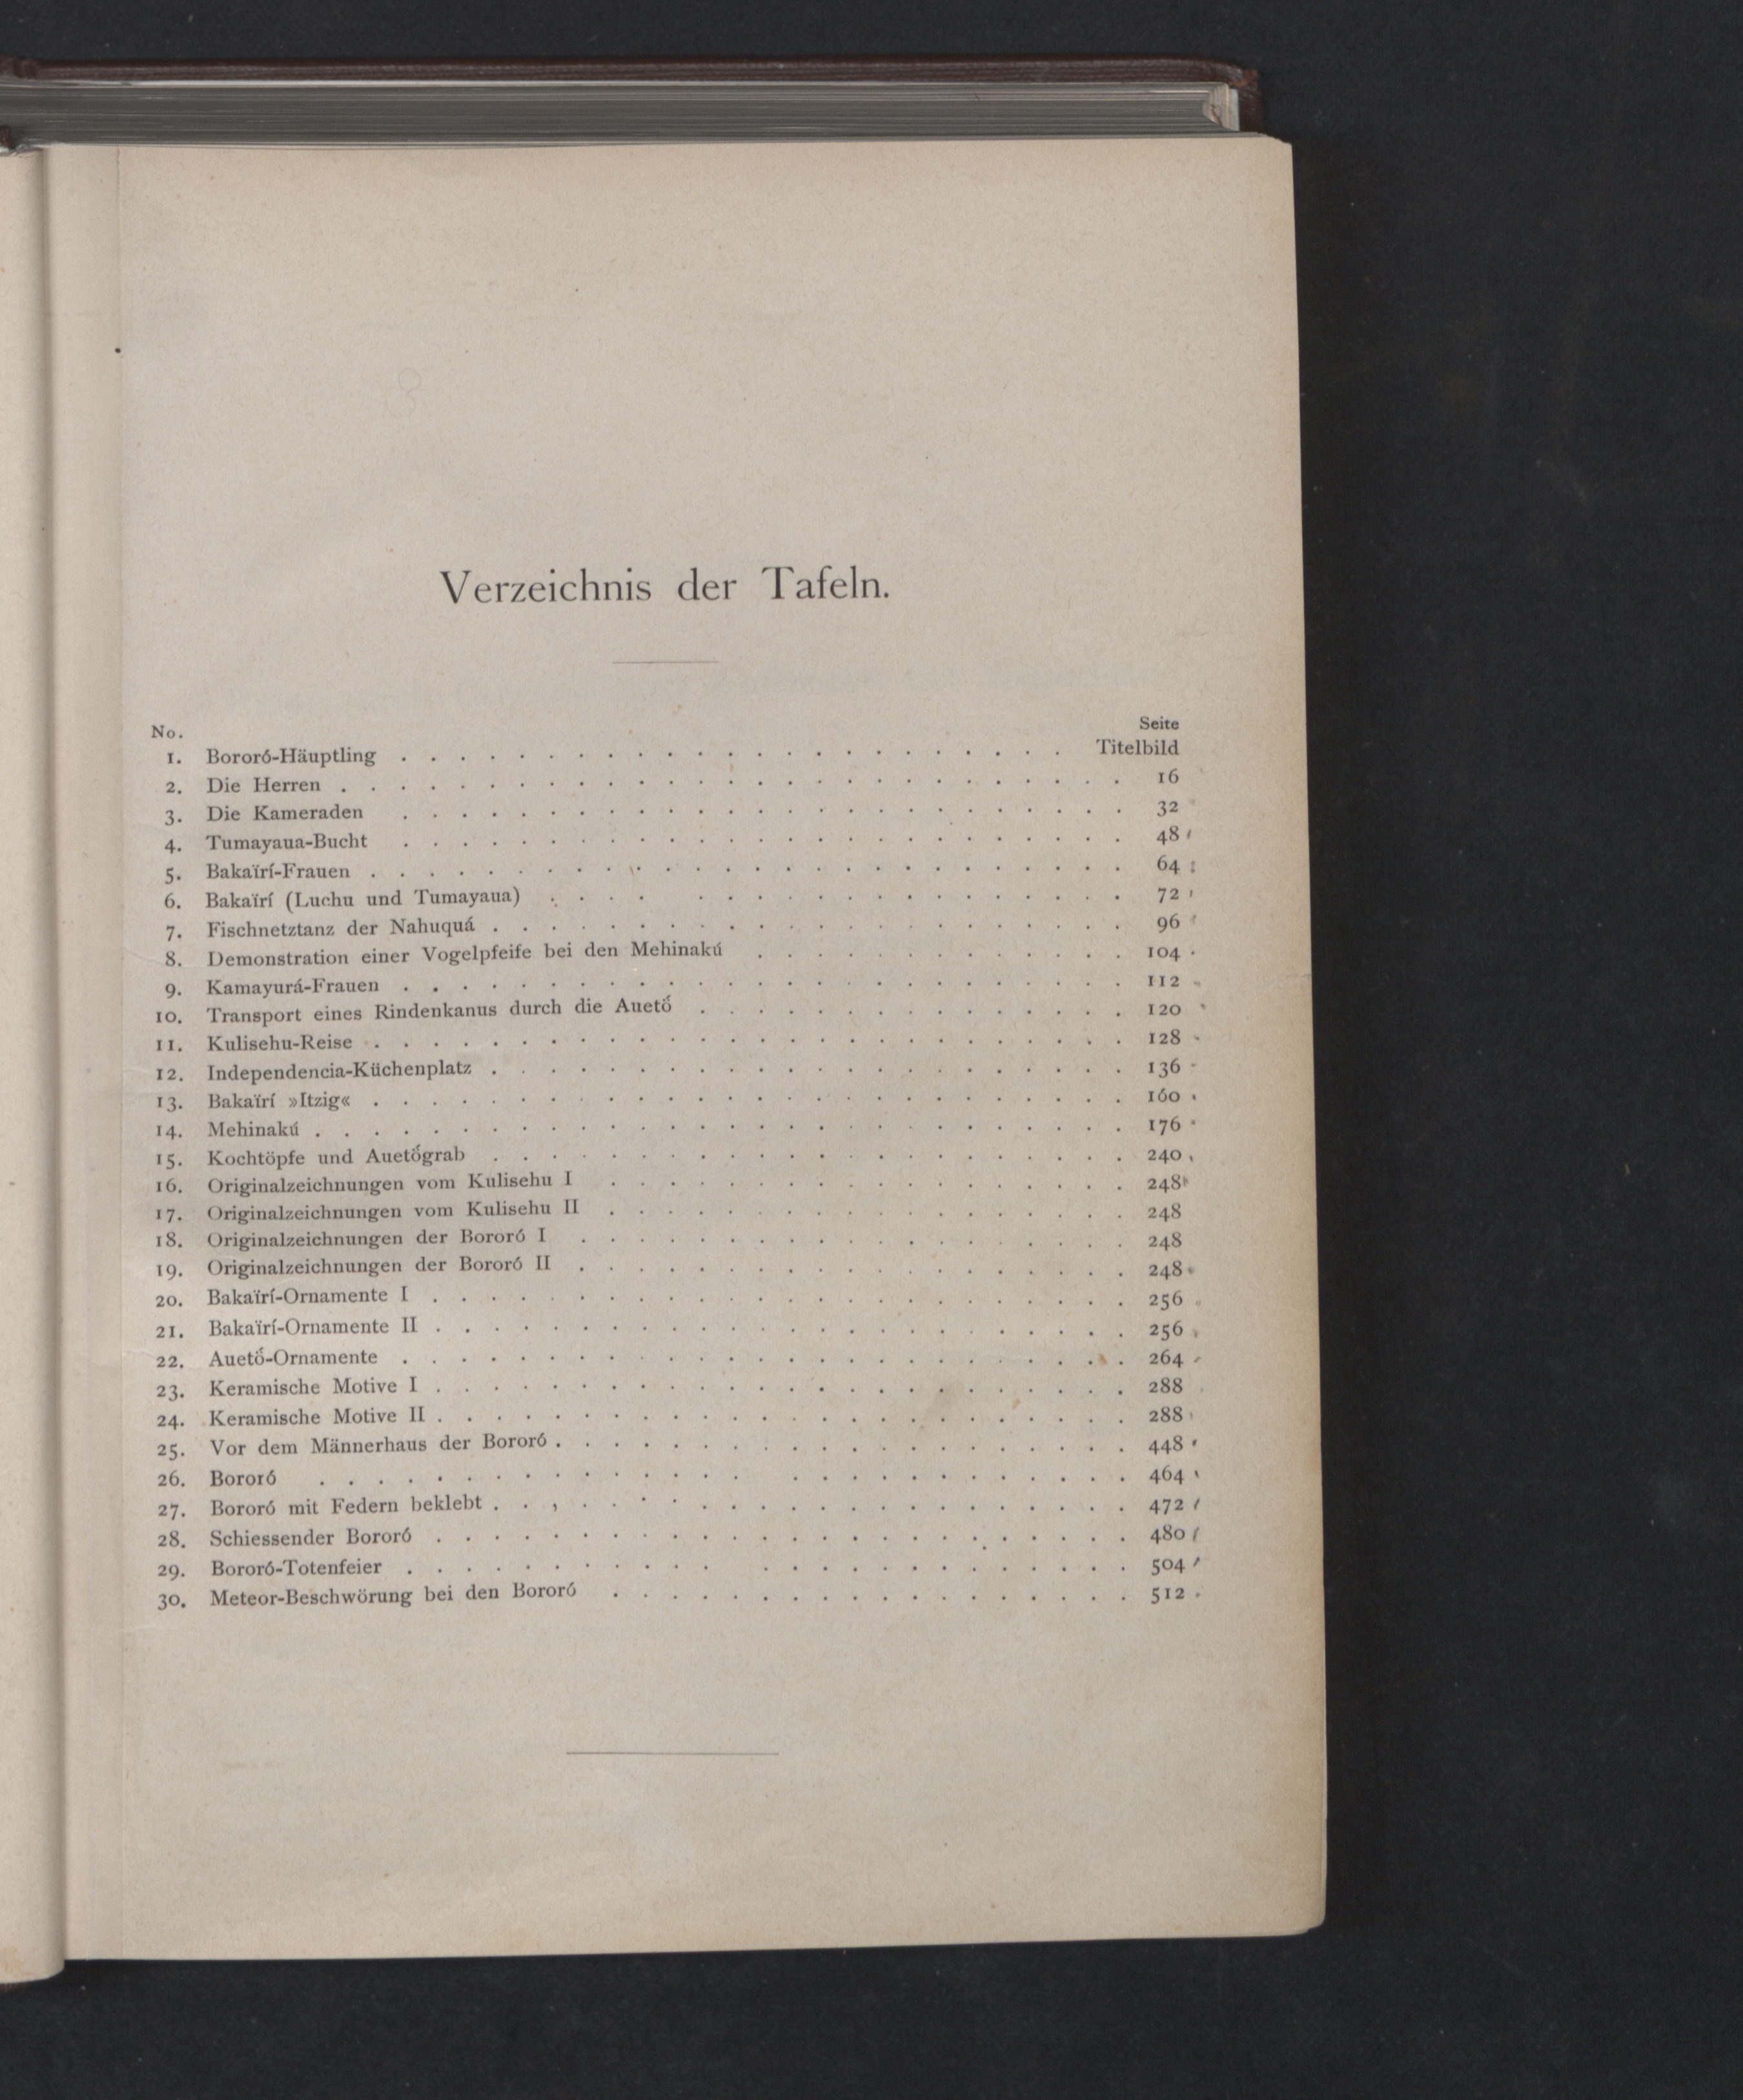 Verzeichnis der Tafeln.
No. Seite
1. Bororó-Häuptling . . . . . . . . . . . . . . . . . . . . . . . Titelbild
2. Die Herren . . . . . . . . . . . . . . . . . . . . . . . . . . . 16
3. Die Kameraden . . . . . . . . . . . . . . . . . . . . . . . . . 32
4. Tumayaua-Bucht . . . . . . . . . . . . . . . . . . . . . . . . . 48
5. Bakaïrí-Frauen . . . . . . . . . . . . . . . . . . . . . . . . . . 64
6. Bakaïrí (Luchu und Tumayaua) . . . . . . . . . . . . . . . . . . . 72
7. Fischnetztanz der Nahuquá . . . . . . . . . . . . . . . . . . . . . . 96
8. Demonstration einer Vogelpfeife bei den Mehinakú . . . . . . . . . . . . . 104
9. Kamayurá-Frauen . . . . . . . . . . . . . . . . . . . . . . . . . 112
10. Transport eines Rindenkanus durch die Auetö́ . . . . . . . . . . . . . . . 120
11. Kulisehu-Reise . . . . . . . . . . . . . . . . . . . . . . . . . . 128
12. Independencia-Küchenplatz . . . . . . . . . . . . . . . . . . . . . . 136
13. Bakaïrí »Itzig« . . . . . . . . . . . . . . . . . . . . . . . . . . 160
14. Mehinakú . . . . . . . . . . . . . . . . . . . . . . . . . . . . 176
15. Kochtöpfe und Auetö́grab . . . . . . . . . . . . . . . . . . . . . . 240
16. Originalzeichnungen vom Kulisehu I . . . . . . . . . . . . . . . . . . 248
17. Originalzeichnungen vom Kulisehu II . . . . . . . . . . . . . . . . . . 248
18. Originalzeichnungen der Bororó I . . . . . . . . . . . . . . . . . . . 248
19. Originalzeichnungen der Bororó II . . . . . . . . . . . . . . . . . . . 248
20. Bakaïrí-Ornamente I . . . . . . . . . . . . . . . . . . . . . . . . 256
21. Bakaïrí-Ornamente II . . . . . . . . . . . . . . . . . . . . . . . . 256
22. Auetö́-Ornamente . . . . . . . . . . . . . . . . . . . . . . . . . 264
23. Keramische Motive I . . . . . . . . . . . . . . . . . . . . . . . . 288
24. Keramische Motive II . . . . . . . . . . . . . . . . . . . . . . . . 288
25. Vor dem Männerhaus der Bororó . . . . . . . . . . . . . . . . . . . . 448
26. Bororó . . . . . . . . . . . . . . . . . . . . . . . . . . . 464
27. Bororó mit Federn beklebt . . , . . . . . . . . . . . . . . . . . . . 472
28. Schiessender Bororó . . . . . . . . . . . . . . . . . . . . . . . . 480
29. Bororó-Totenfeier . . . . . . . . . . . . . . . . . . . . . . . . . 504
30. Meteor-Beschwörung bei den Bororó . . . . . . . . . . . . . . . . . . 512